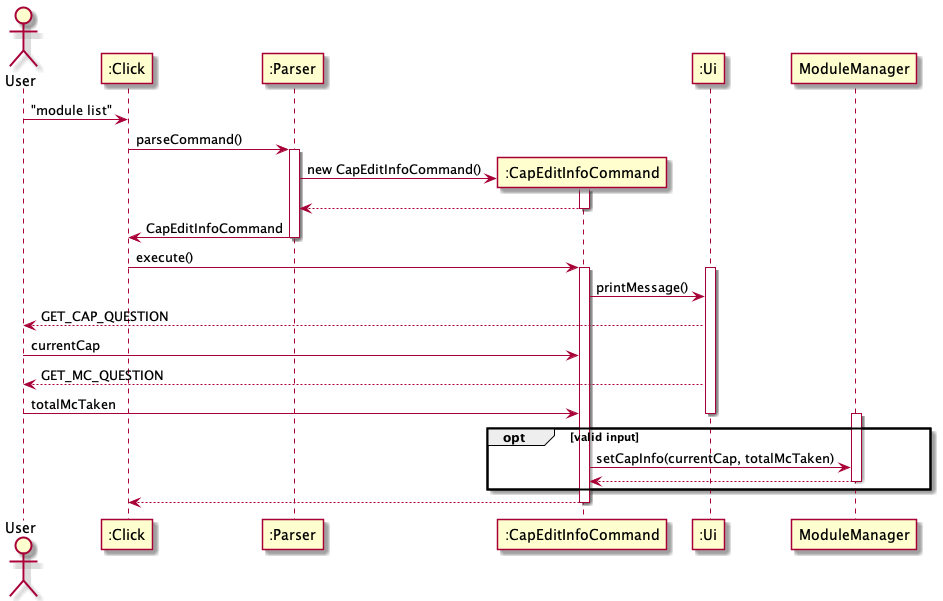 User
:Click
:Parser
:Ui
ModuleManager
"module list"
parseCommand()
new CapEditInfoCommand()
:CapEditInfoCommand
CapEditInfoCommand
execute()
printMessage()
GET_CAP_QUESTION
currentCap
GET_MC_QUESTION
totalMcTaken
opt
[valid input]
setCapInfo(currentCap, totalMcTaken)
User
:Click
:Parser
:CapEditInfoCommand
:Ui
ModuleManager